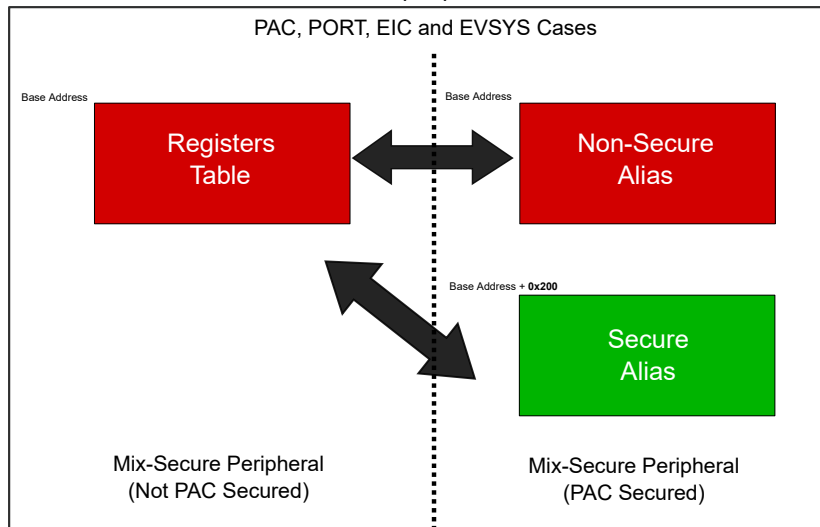 PAC, PORT, EIC and EVSYS Cases
Base Address
Registers
Table
Base Address
Non-Secure
Alias
Base Address + 0x200
Secure
Alias
Mix-Secure Peripheral
(Not PAC Secured)
Mix-Secure Peripheral
(PAC Secured)